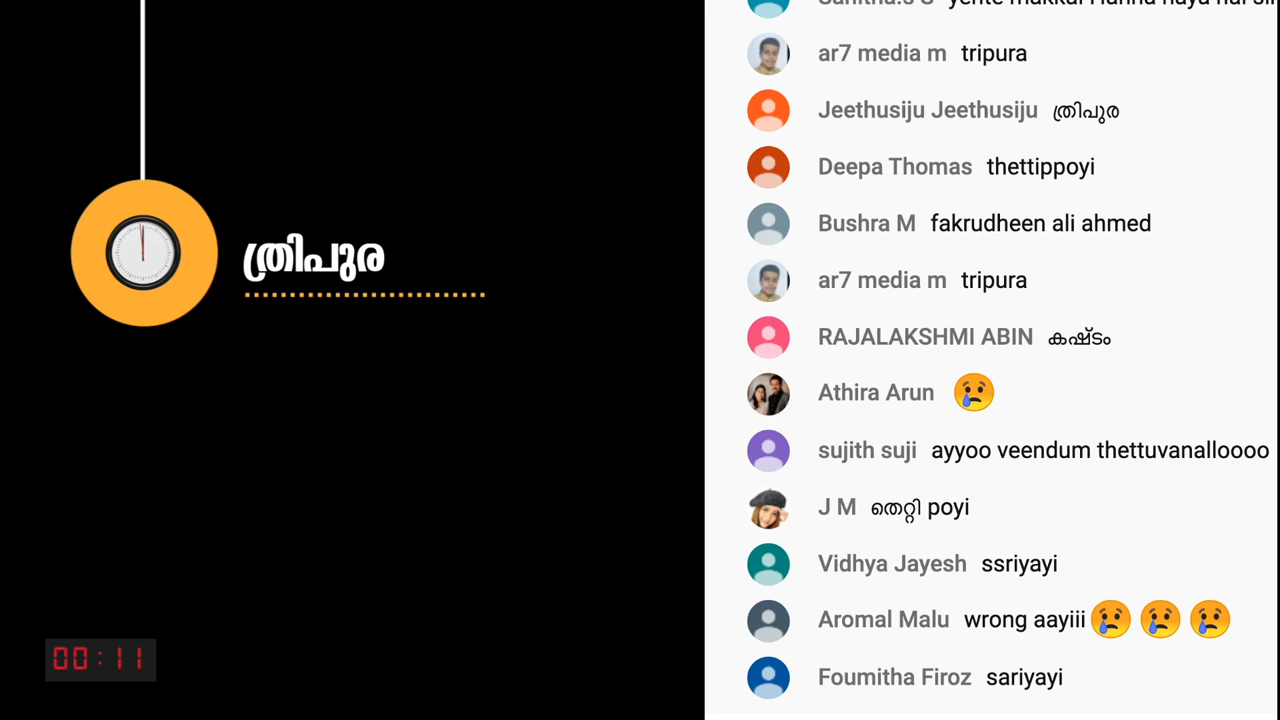 ത്രിപുര
00:11
ar7 media m tripura
Jeethusiju Jeethusiju ത്രിപുര
Deepa Thomas thettippoyi
Bushra M fakrudheen ali ahmed
ar7 media m tripura
RAJALAKSHMI ABIN കഷ്ടം
Athira Arun 😢
sujith suji ayyoo veendum thettuvanalloooo
J M തെറ്റി poyi
Vidhya Jayesh ssriyayi
Aromal Malu wrong aayiii 😢 😢 😢
Foumitha Firoz sariyayi